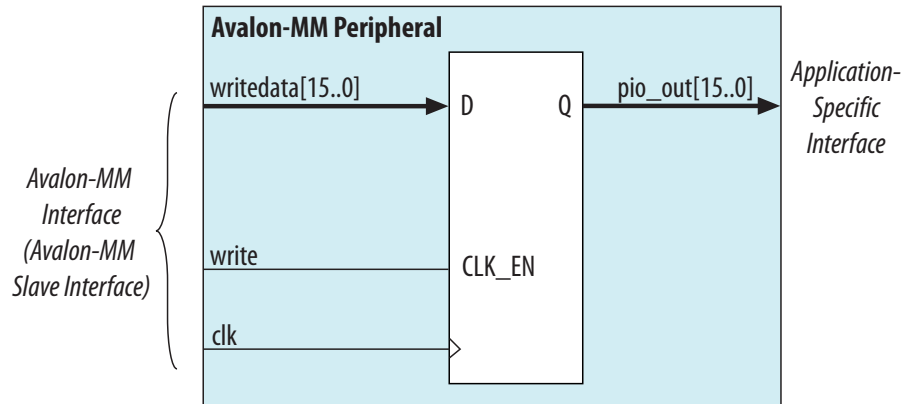 Avalon-MM Peripheral
writedata[15..0]
D
Q
pio_out[15..0]
Application-
Specific
Interface
Avalon-MM
Interface
(Avalon-MM
Slave Interface)
write
CLK_EN
clk